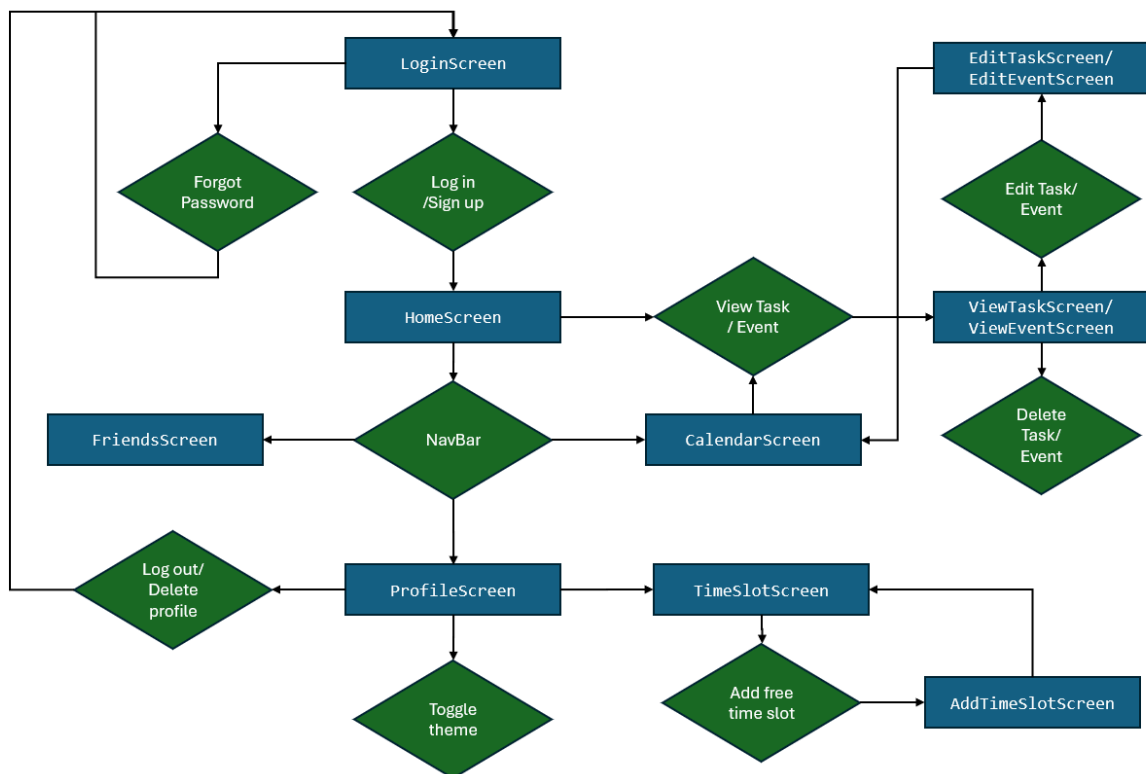 LoginScreen
EditTaskScreen/
EditEventScreen
Forgot
Password
Log in
/Sign up
Edit Task/
Event
HomeScreen
View Task
/ Event
ViewTaskScreen/
ViewEventScreen
FriendsScreen
NavBar
CalendarScreen
Delete
Task/
Event
Log out/
Delete
profile
ProfileScreen
TimeSlotScreen
Toggle
theme
Add free
time slot
AddTimeSlotScreen